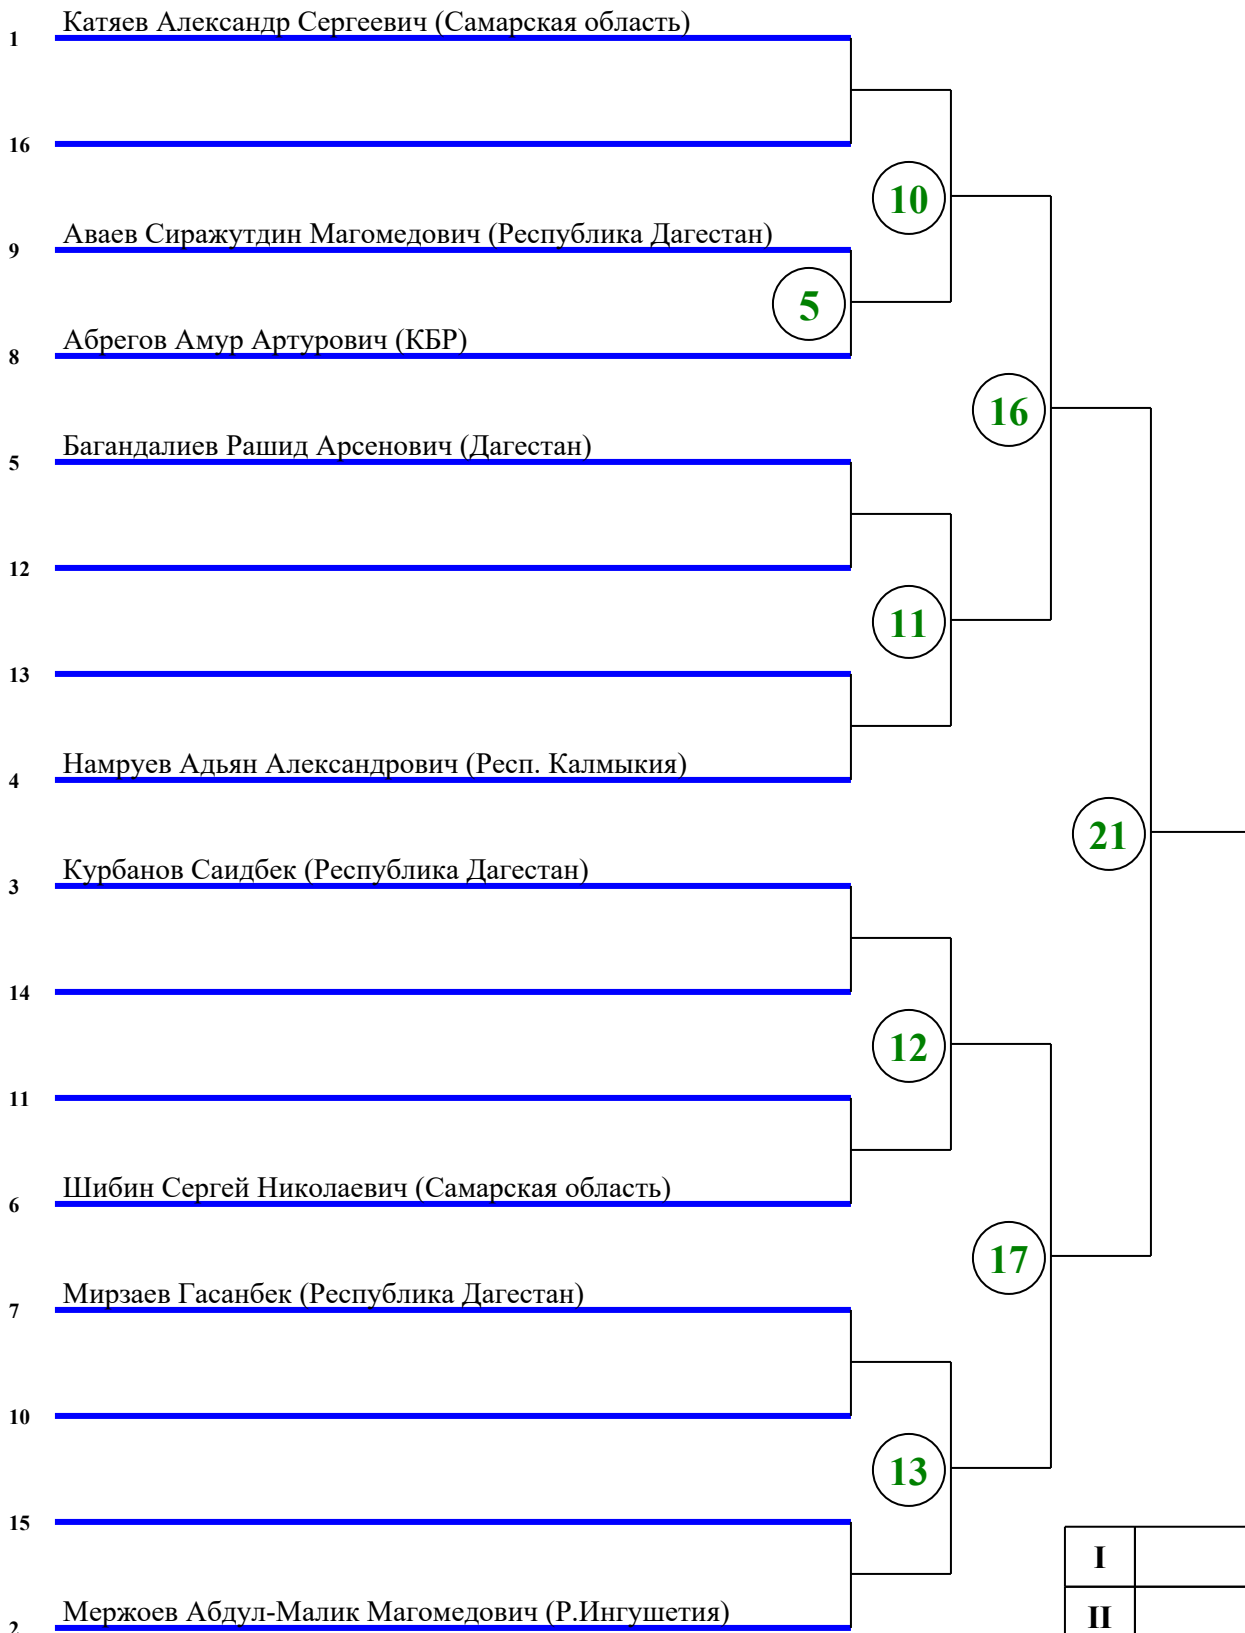 1 Катяев Александр Сергеевич (Самарская область)
16
10
9 Аваев Сиражутдин Магомедович (Республика Дагестан)
5
8 Абрегов Амур Артурович (КБР)
16
5 Багандалиев Рашид Арсенович (Дагестан)
12
11
13
4 Намруев Адьян Александрович (Респ. Калмыкия)
21
3 Курбанов Саидбек (Республика Дагестан)
14
12
11
6 Шибин Сергей Николаевич (Самарская область)
17
7 Мирзаев Гасанбек (Республика Дагестан)
10
13
15
I
2 Мержоев Абдул-Малик Магомедович (Р.Ингушетия)
II